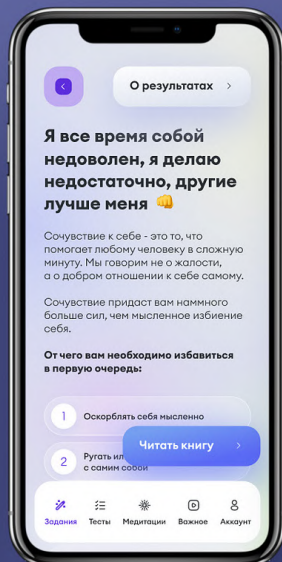 О результатах
Я все время собой
недоволен, я делаю
недостаточно, другие
лучше меня 👊
Сочувствие к себе - это то, что
помогает любому человеку в сложную
минуту. Мы говорим не о жалости,
а о добром отношении к себе самому.
Сочувствие придаст вам наммного
больше сил, чем мысленное избиение
себя.
От чего вам необходимо избавиться
в первую очередь:
1 Оскорблять себя мысленно
2 Ругать
с самим собой
Читать книгу
Задания Тесты Медитации Важное Аккаунт